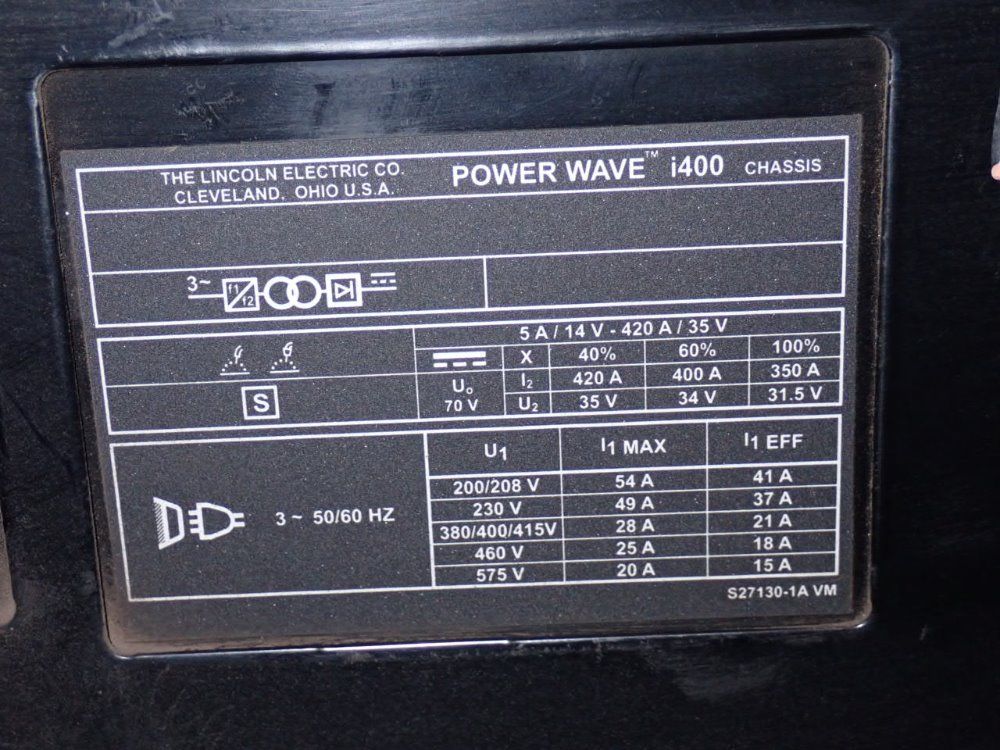 THE LINCOLN ELECTRIC CO. POWER WAVE™ i400 CHASSIS
CLEVELAND, OHIO U.S.A.
3~ f1 f2
5 A / 14 V - 420 A / 35 V
X 40% 60% 100%
U₀ I₂ 420 A 400 A 350 A
S 70 V U₂ 35 V 34 V 31.5 V
U1 I1 MAX I1 EFF
200/208 V 54 A 41 A
3 ~ 50/60 HZ 230 V 49 A 37 A
380/400/415V 28 A 21 A
460 V 25 A 18 A
575 V 20 A 15 A
S27130-1A VM